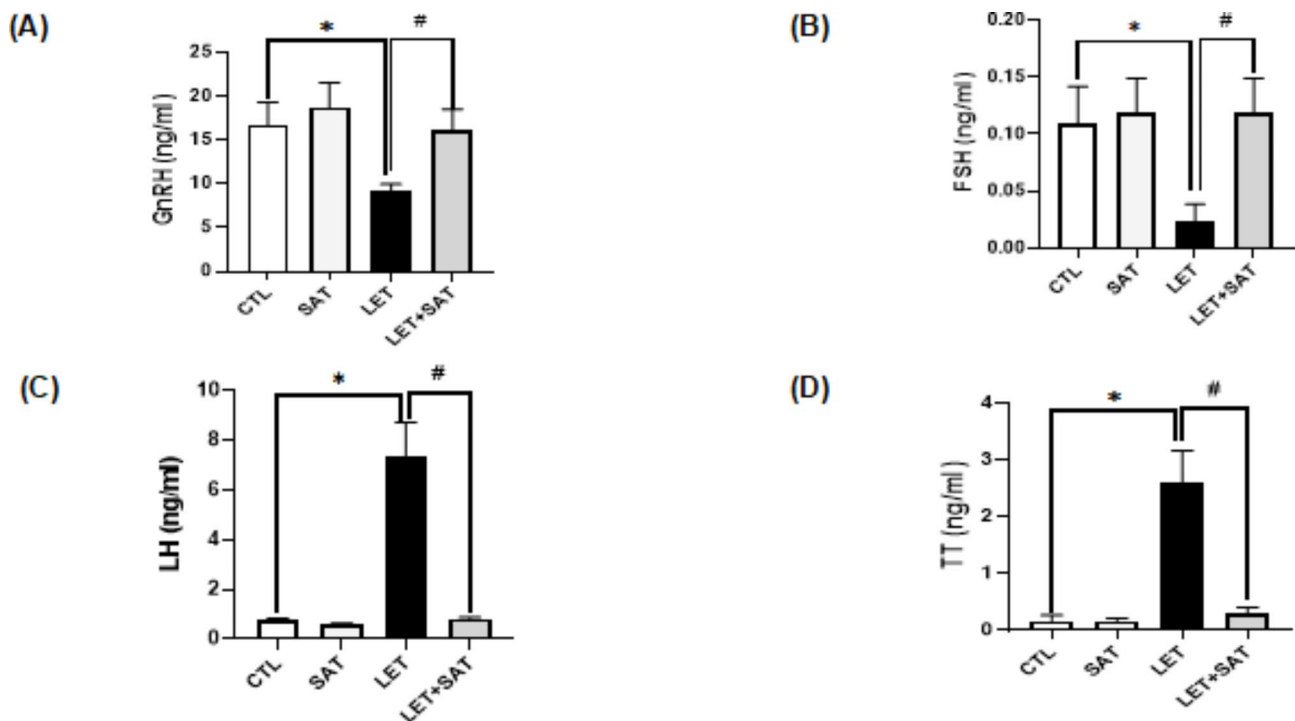 (A)
* #
GnRH (ng/ml)
25
20
15
10
5
0
CTL SAT LET LET+SAT
(B)
* #
FSH (ng/ml)
0.20
0.15
0.10
0.05
0.00
CTL SAT LET LET+SAT
(C)
* #
LH (ng/ml)
10
8
6
4
2
0
CTL SAT LET LET+SAT
(D)
* #
TT (ng/ml)
4
3
2
1
0
CTL SAT LET LET+SAT